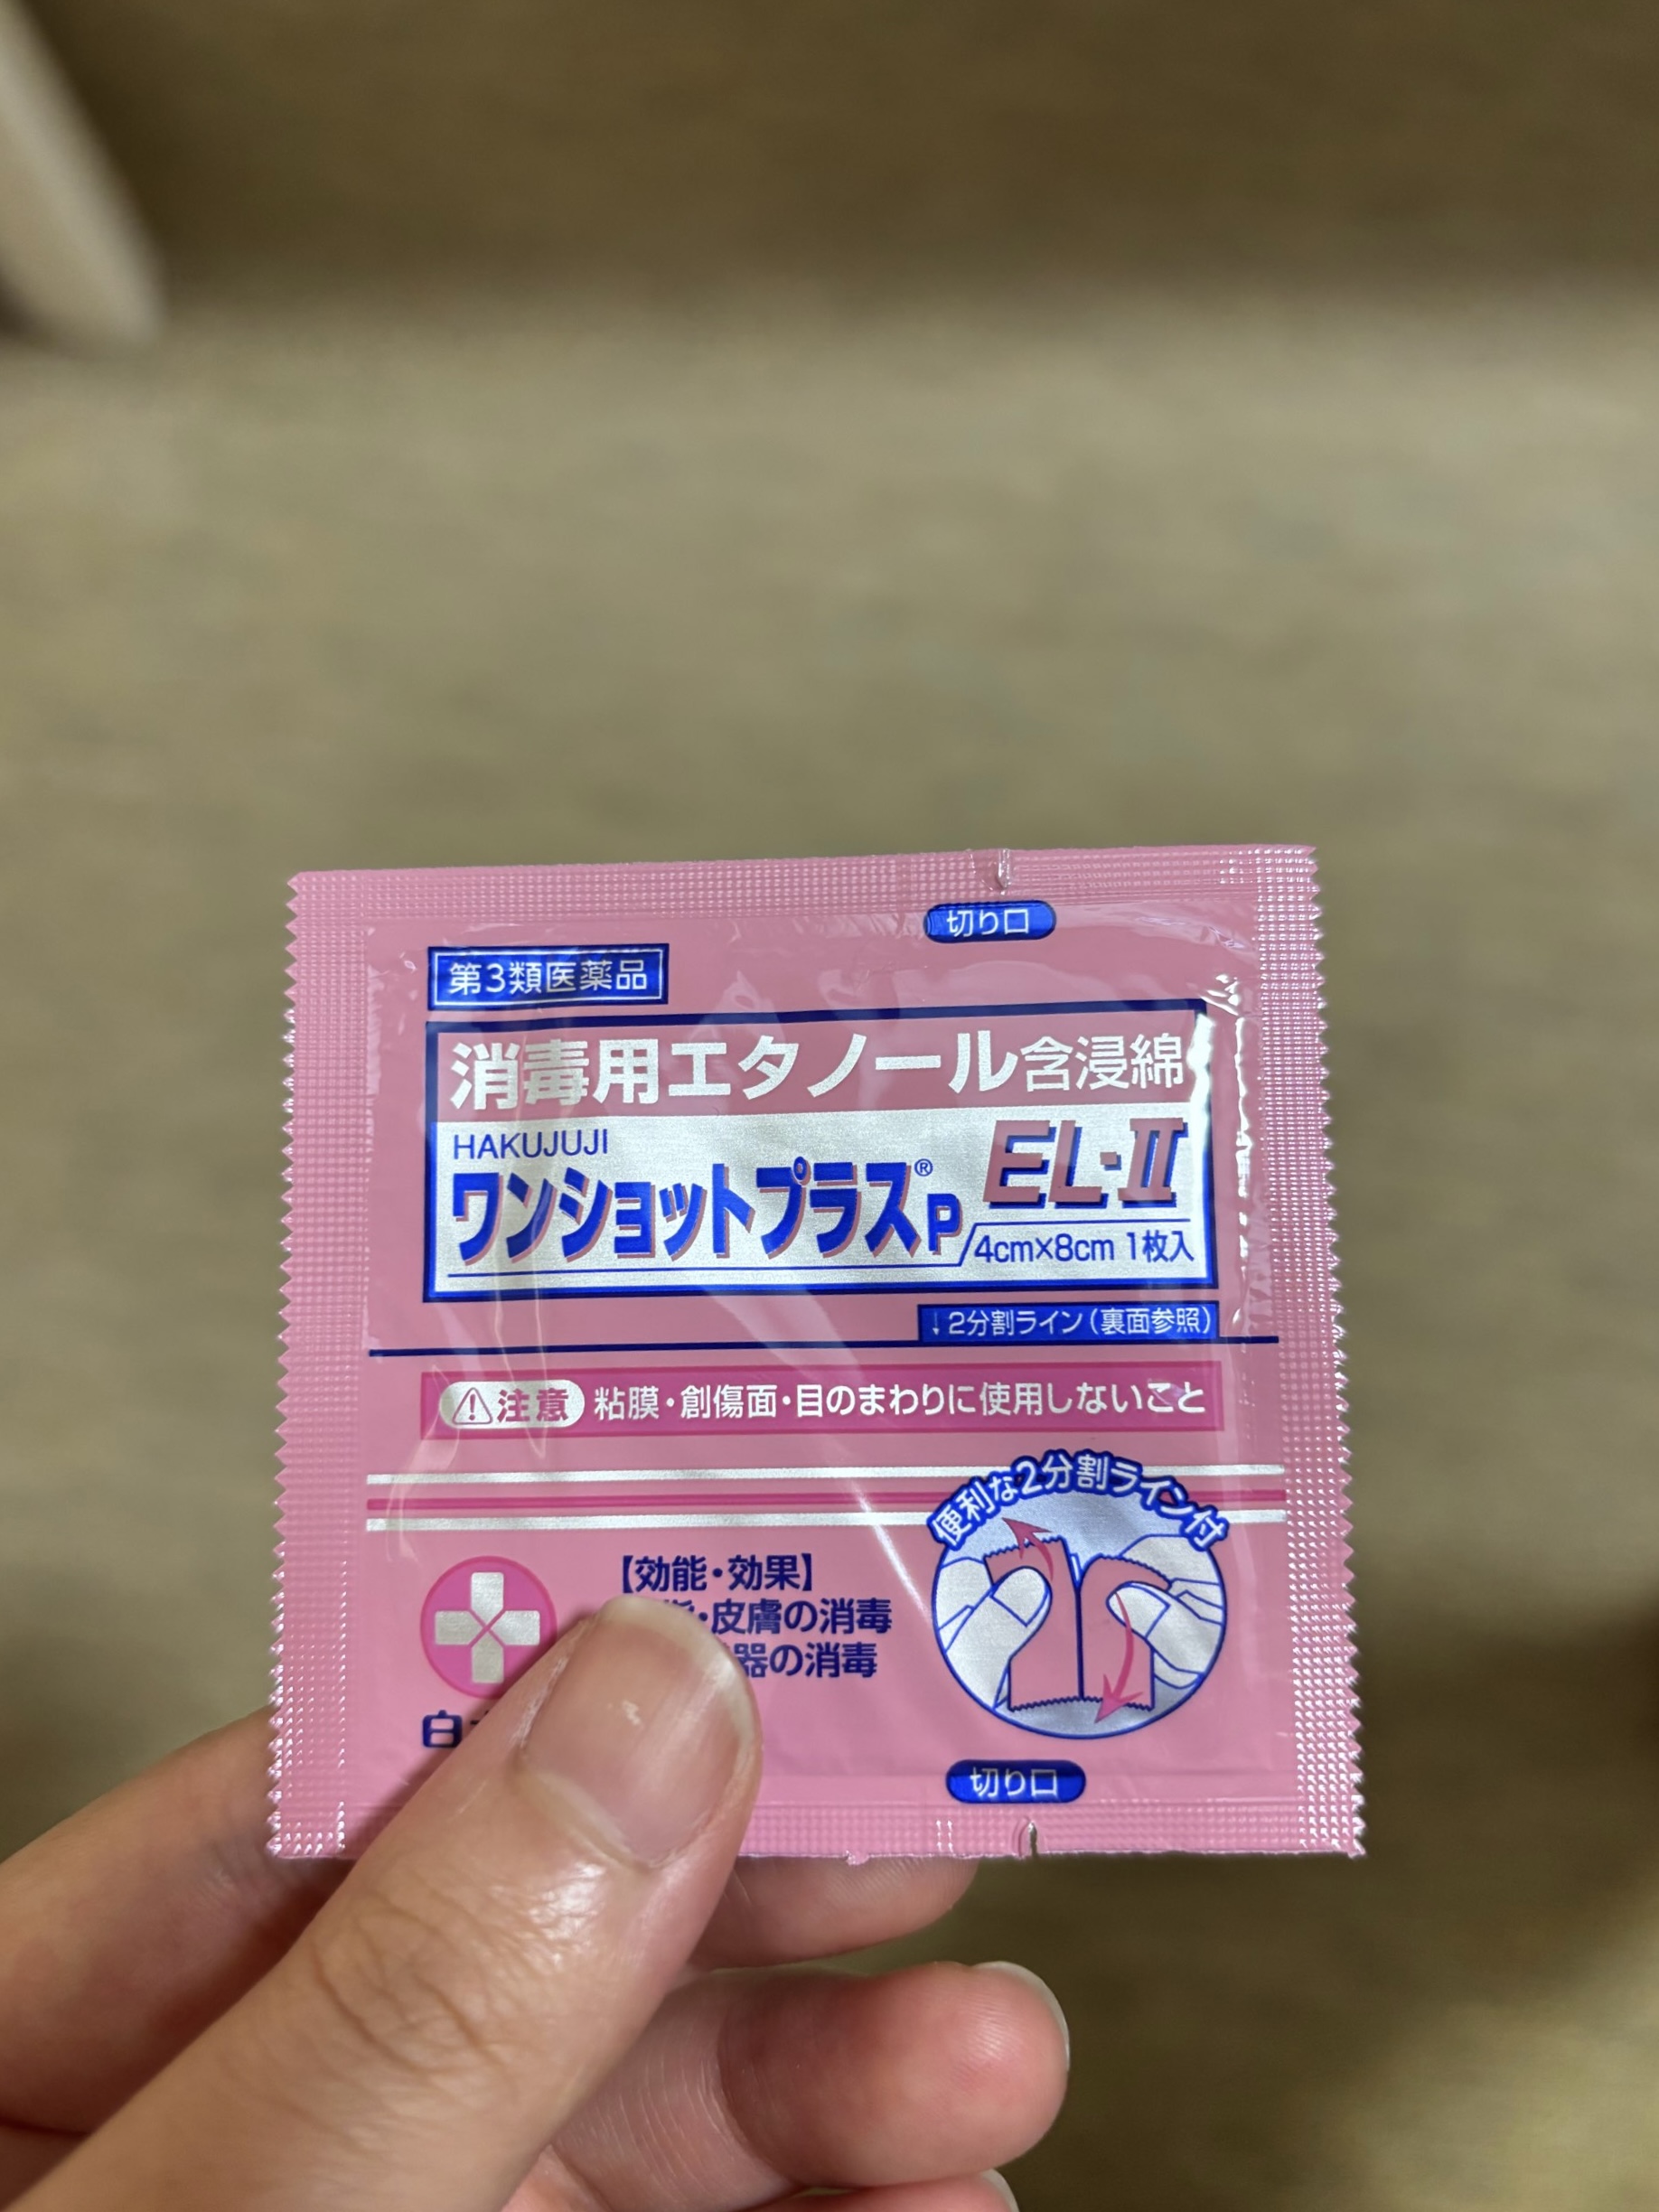 切り口
第3類医薬品
消毒用エタノール含浸綿
HAKUJUJI
ワンショットプラス®P EL-Ⅱ
4cm×8cm 1枚入
↓2分割ライン(裏面参照)
注意 粘膜・創傷面・目のまわりに使用しないこと
便利な2分割ライン付
【効能・効果】
・皮膚の消毒
器の消毒
白
切り口